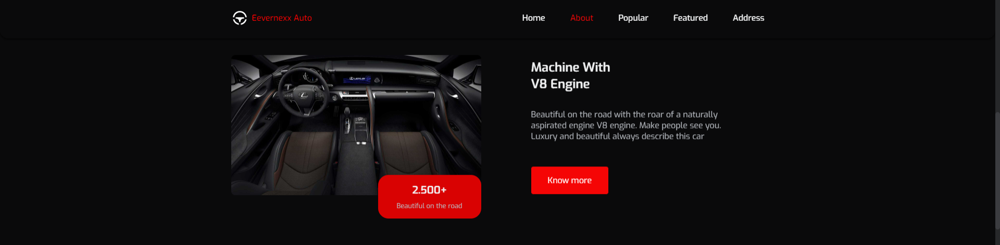 Eevernexx Auto
Home
About
Popular
Featured
Address
LEXUS
Machine With
V8 Engine
Beautiful on the road with the roar of a naturally
aspirated engine V8 engine. Make people see you.
Luxury and beautiful always describe this car
Know more
2.500+
Beautiful on the road